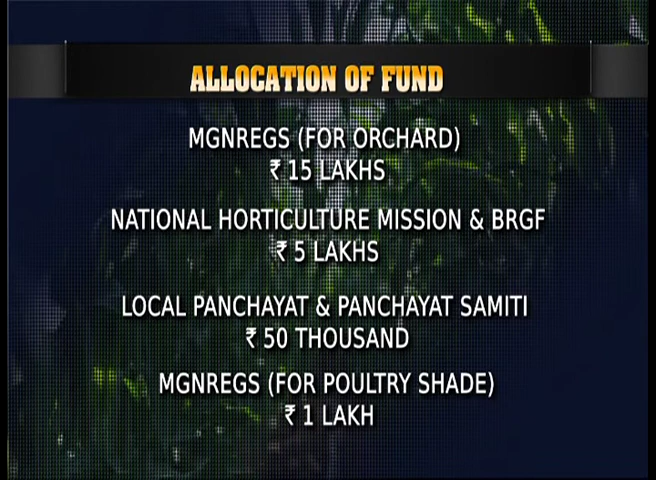 ALLOCATION OF FUND
MGNREGS (FOR ORCHARD)
₹ 15 LAKHS
NATIONAL HORTICULTURE MISSION & BRGF
₹ 5 LAKHS
LOCAL PANCHAYAT & PANCHAYAT SAMITI
₹ 50 THOUSAND
MGNREGS (FOR POULTRY SHADE)
₹ 1 LAKH